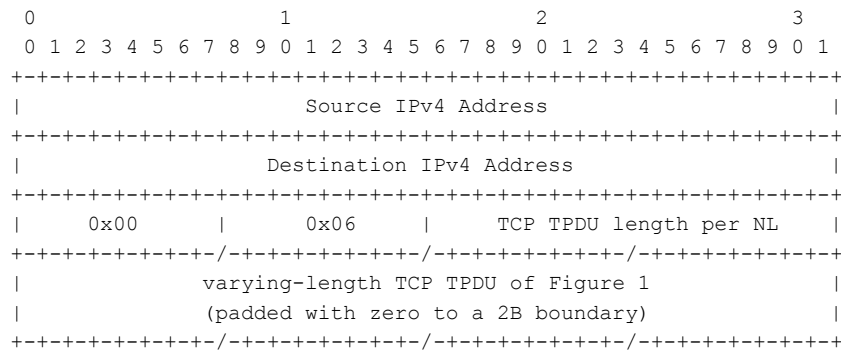 0                   1                   2                   3
 0 1 2 3 4 5 6 7 8 9 0 1 2 3 4 5 6 7 8 9 0 1 2 3 4 5 6 7 8 9 0 1
+-+-+-+-+-+-+-+-+-+-+-+-+-+-+-+-+-+-+-+-+-+-+-+-+-+-+-+-+-+-+-+-+
|                      Source IPv4 Address                      |
+-+-+-+-+-+-+-+-+-+-+-+-+-+-+-+-+-+-+-+-+-+-+-+-+-+-+-+-+-+-+-+-+
|                   Destination IPv4 Address                    |
+-+-+-+-+-+-+-+-+-+-+-+-+-+-+-+-+-+-+-+-+-+-+-+-+-+-+-+-+-+-+-+-+
|     0x00      |      0x06     |     TCP TPDU length per NL    |
+-+-+-+-+-+-+-+-/-+-+-+-+-+-+-+-/-+-+-+-+-+-+-+-/-+-+-+-+-+-+-+-+
|              varying-length TCP TPDU of Figure 1              |
|              (padded with zero to a 2B boundary)              |
+-+-+-+-+-+-+-+-/-+-+-+-+-+-+-+-/-+-+-+-+-+-+-+-/-+-+-+-+-+-+-+-+